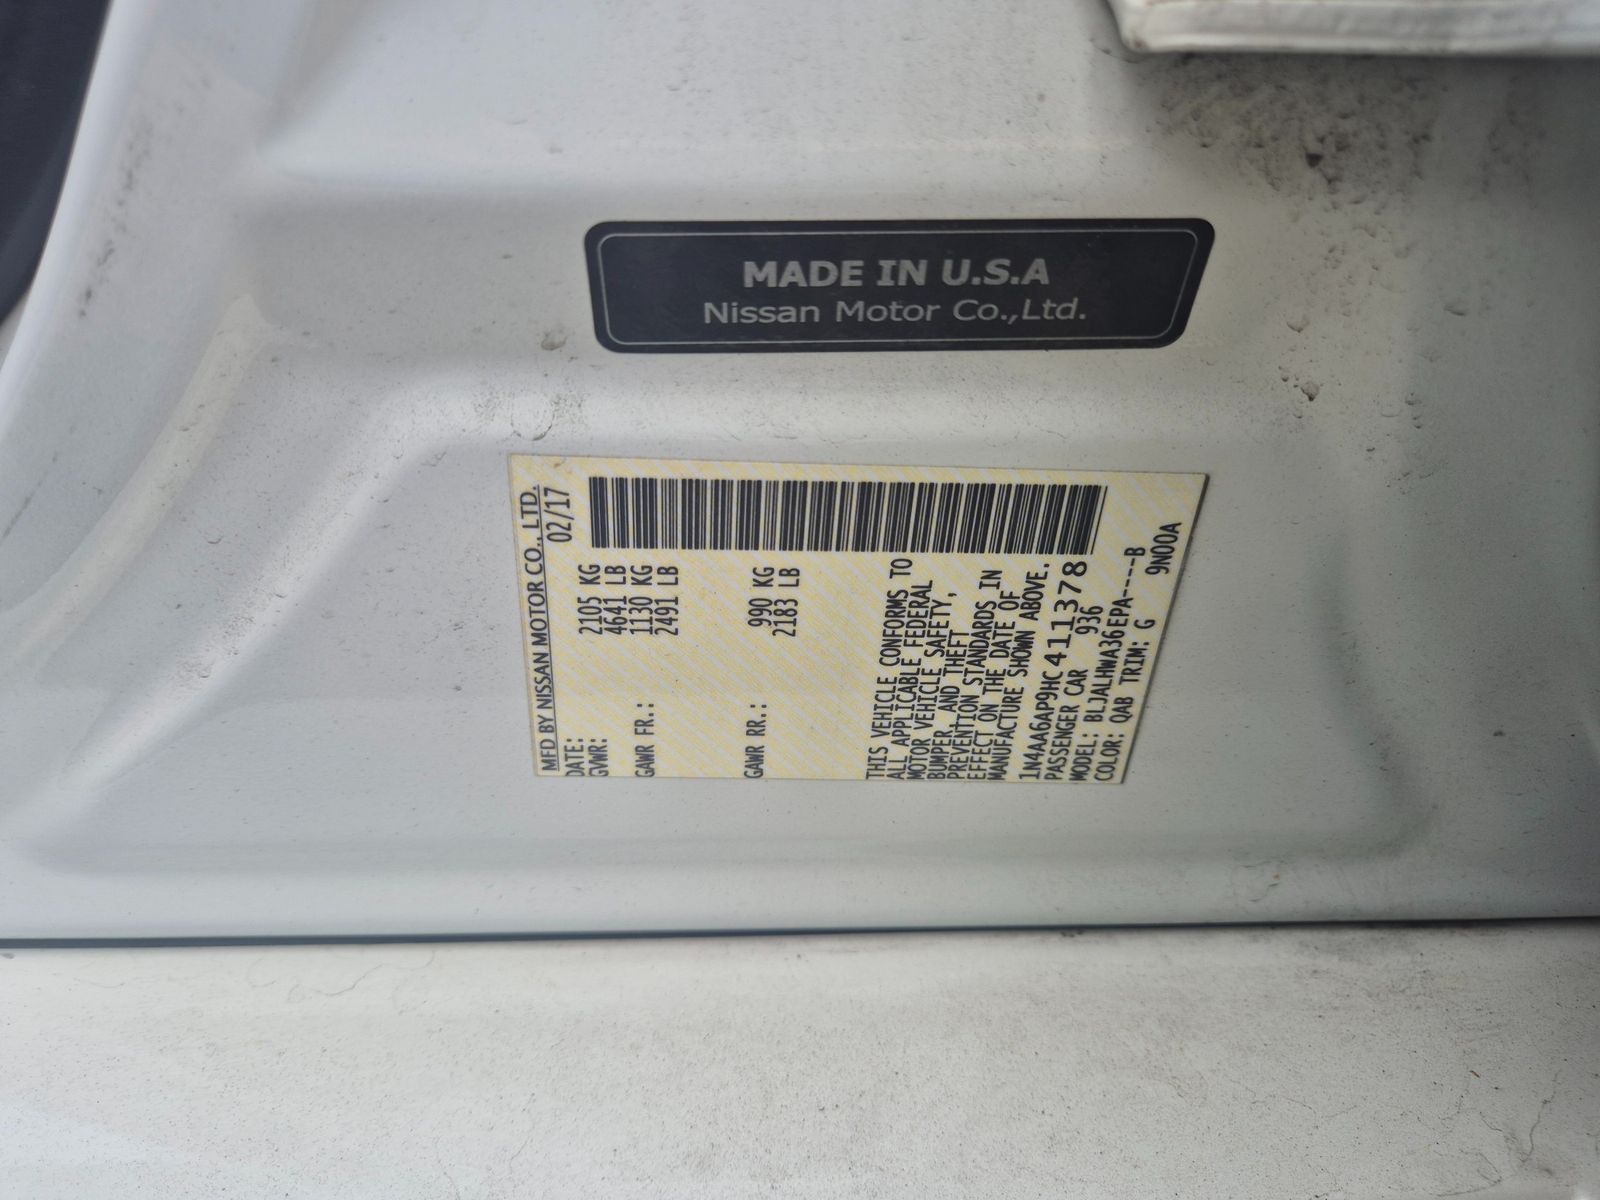 MADE IN U.S.A
Nissan Motor Co.,Ltd.
MFD BY NISSAN MOTOR CO., LTD.
DATE: 02/17
GVWR: 2105 KG
4641 LB
GAWR FR.: 1130 KG
2491 LB
GAWR RR.: 990 KG
2183 LB
THIS VEHICLE CONFORMS TO
ALL APPLICABLE FEDERAL
MOTOR VEHICLE SAFETY,
BUMPER, AND THEFT
PREVENTION STANDARDS IN
EFFECT ON THE DATE OF
MANUFACTURE SHOWN ABOVE.
1N4AA6AP9HC411378
PASSENGER CAR 936
MODEL: BLJALHWA36EPA----B
COLOR: QAB TRIM: G 9N00A